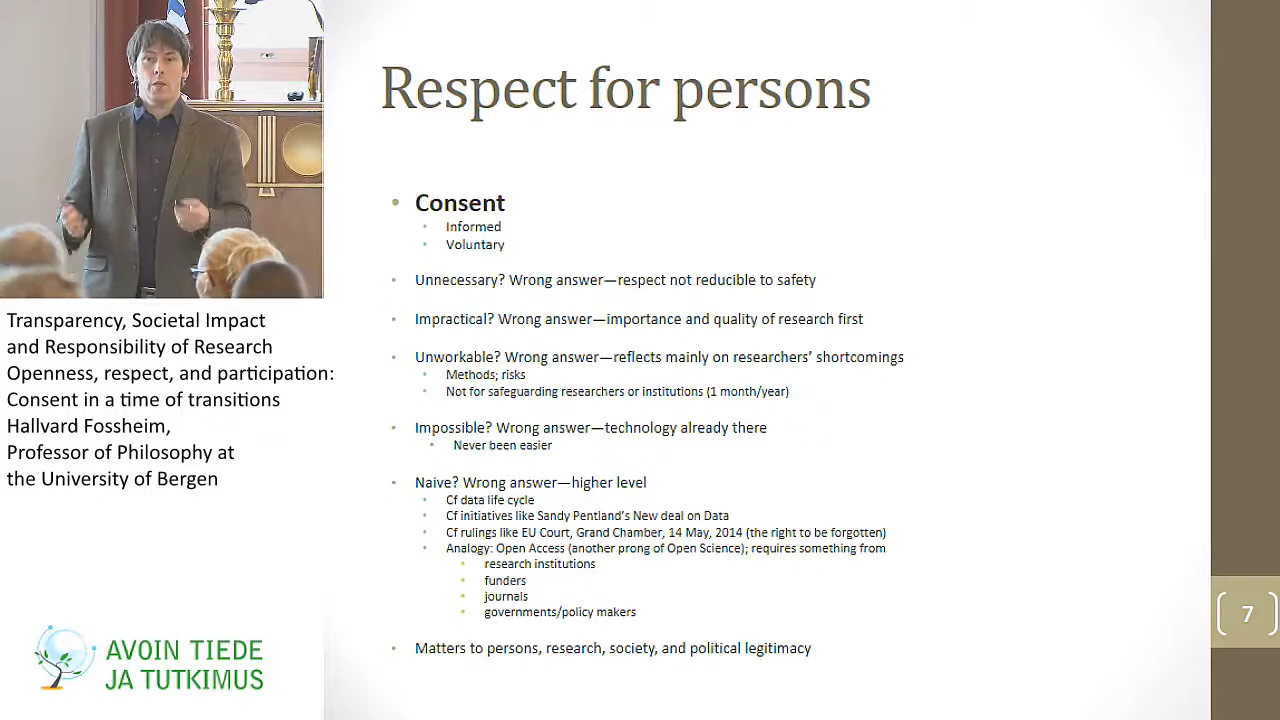 Respect for persons
Consent
Informed
Voluntary
Unnecessary? Wrong answer—respect not reducible to safety
Impractical? Wrong answer—importance and quality of research first
Unworkable? Wrong answer—reflects mainly on researchers’ shortcomings
Methods; risks
Not for safeguarding researchers or institutions (1 month/year)
Impossible? Wrong answer—technology already there
Never been easier
Naive? Wrong answer—higher level
Cf data life cycle
Cf initiatives like Sandy Pentland’s New deal on Data
Cf rulings like EU Court, Grand Chamber, 14 May, 2014 (the right to be forgotten)
Analogy: Open Access (another prong of Open Science); requires something from
research institutions
funders
journals
governments/policy makers
Matters to persons, research, society, and political legitimacy
7
Transparency, Societal Impact
and Responsibility of Research
Openness, respect, and participation:
Consent in a time of transitions
Hallvard Fossheim,
Professor of Philosophy at
the University of Bergen
AVOIN TIEDE
JA TUTKIMUS